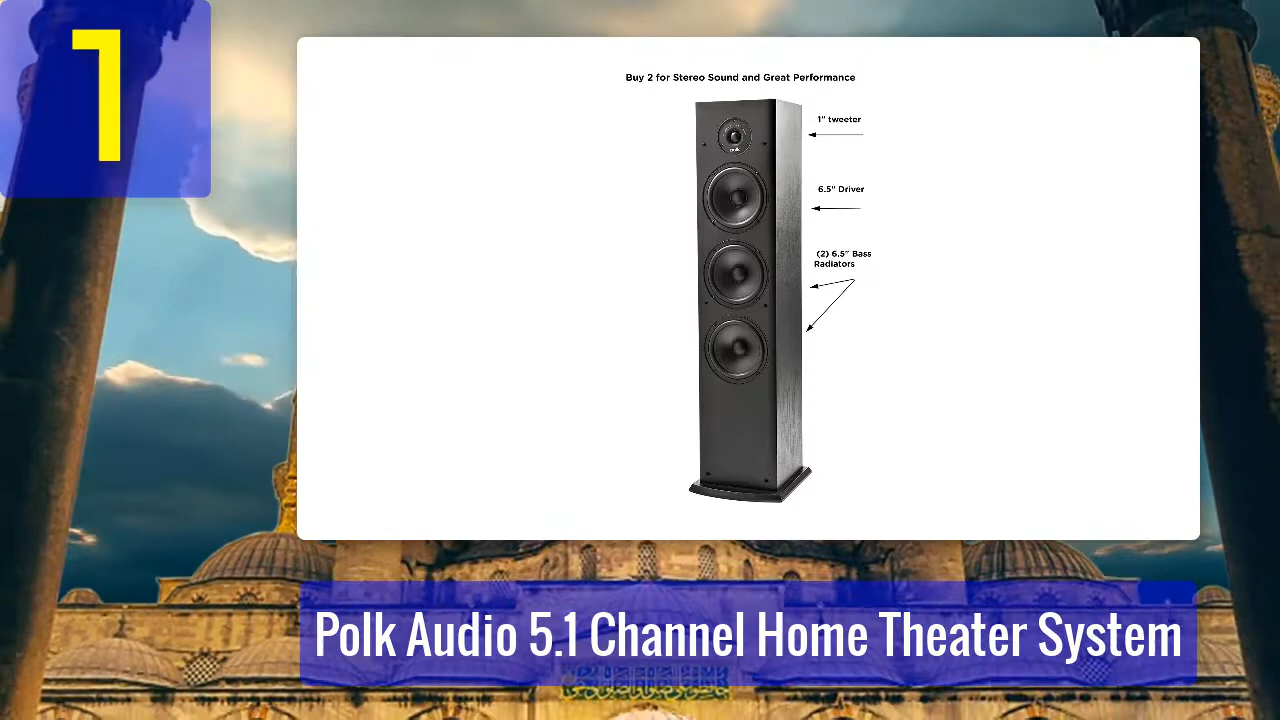 1
Buy 2 for Stereo Sound and Great Performance
1" tweeter
polk
6.5" Driver
(2) 6.5" Bass
Radiators
Polk Audio 5.1 Channel Home Theater System